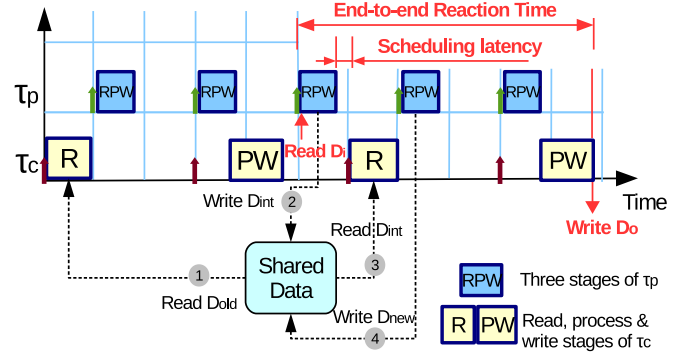 End-to-end Reaction Time
Scheduling latency
τp
RPW
RPW
RPW
RPW
RPW
Read Di
τc
R
PW
R
PW
Time
Write Dint
2
Read Dint
Write Do
1
Shared
Data
3
Read Dold
Write Dnew
4
RPW
Three stages of τp
R
PW
Read, process &
write stages of τc